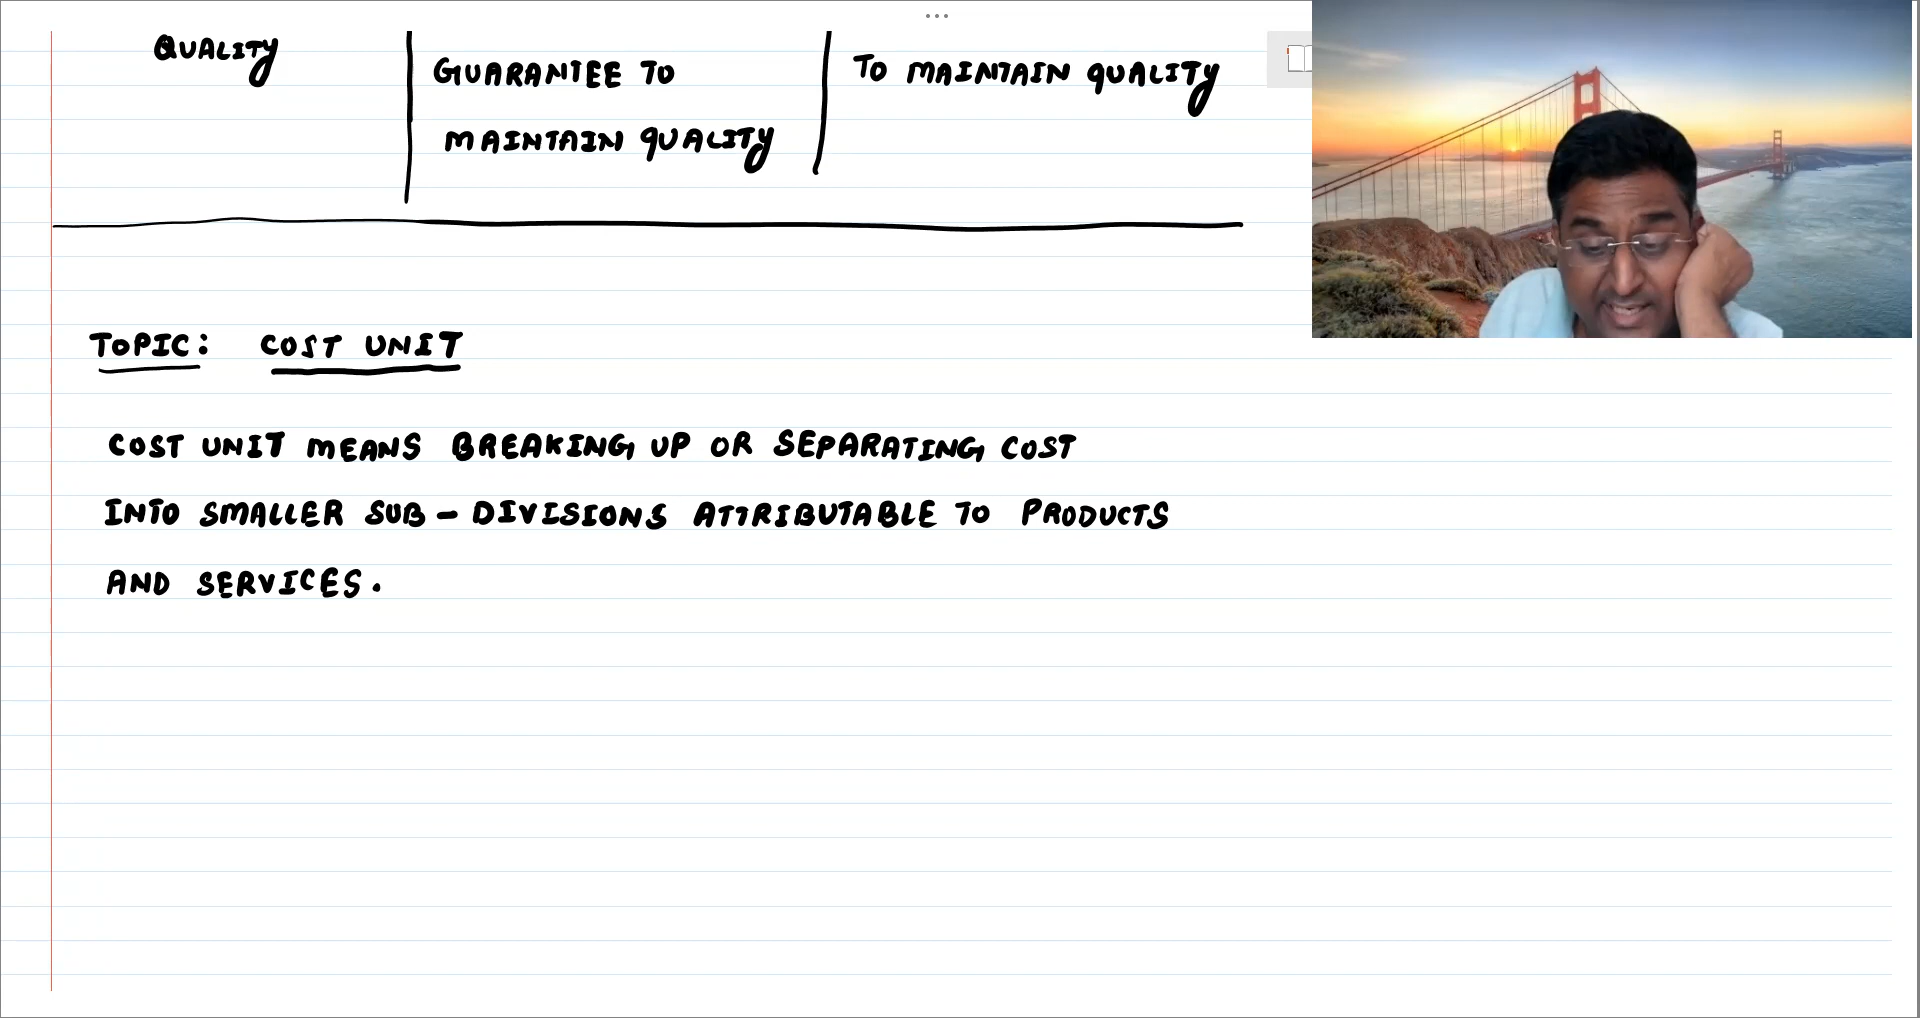 QUALITY
GUARANTEE TO
MAINTAIN QUALITY
TO MAINTAIN QUALITY
TOPIC: COST UNIT
COST UNIT MEANS BREAKING UP OR SEPARATING COST
INTO SMALLER SUB-DIVISIONS ATTRIBUTABLE TO PRODUCTS
AND SERVICES.